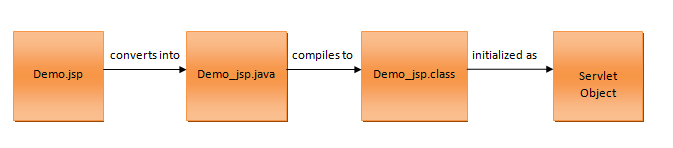 Demo.jsp
converts into
Demo_jsp.java
compiles to
Demo_jsp.class
initialized as
Servlet
Object